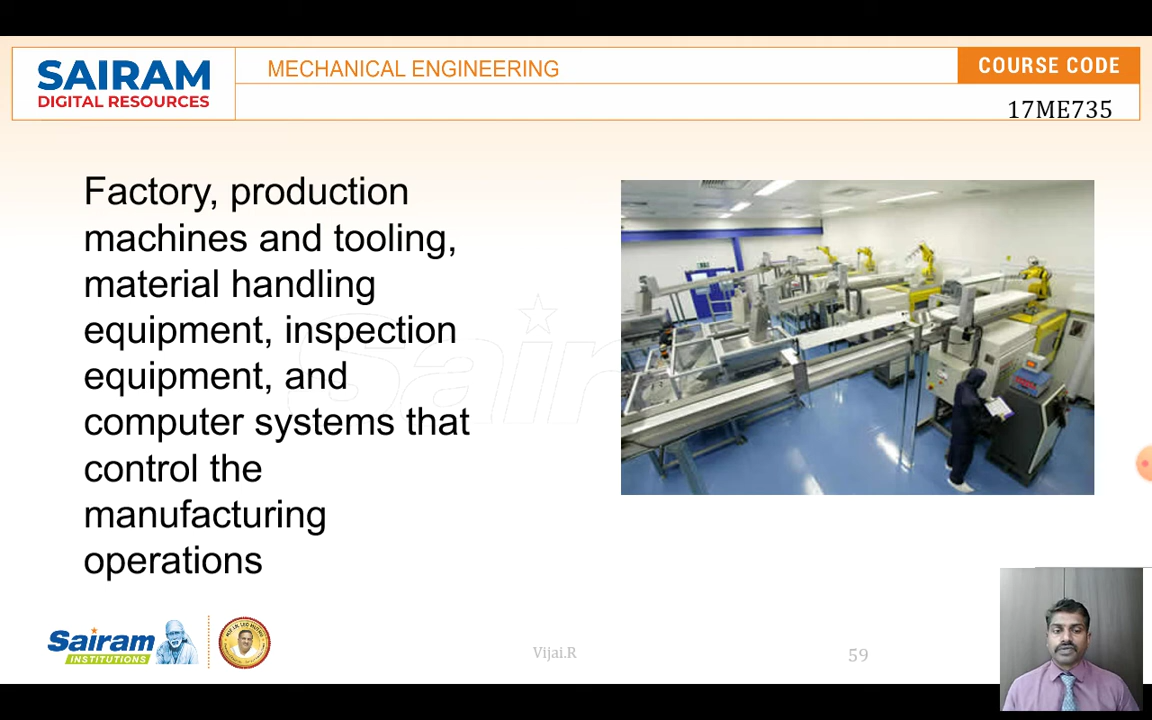 SAIRAM
DIGITAL RESOURCES
MECHANICAL ENGINEERING
COURSE CODE
17ME735
Factory, production
machines and tooling,
material handling
equipment, inspection
equipment, and
computer systems that
control the
manufacturing
operations
Sairam
INSTITUTIONS
Vijai.R
59